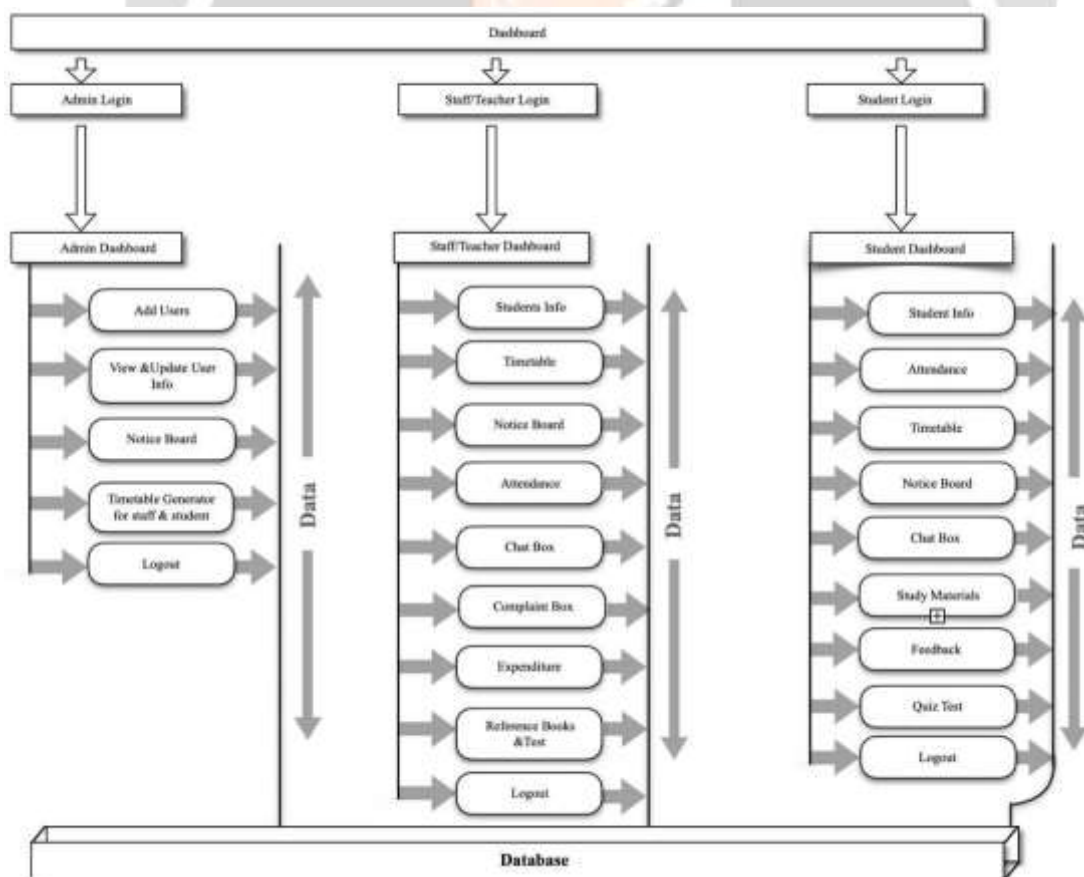 Dashboard
Admin Login
Staff/Teacher Login
Student Login
Admin Dashboard
Add Users
View &Update User
Info
Notice Board
Timetable Generator
for staff & student
Logout
Data
Staff/Teacher Dashboard
Students Info
Timetable
Notice Board
Attendance
Chat Box
Complaint Box
Expenditure
Reference Books
&Test
Logout
Data
Student Dashboard
Student Info
Attendance
Timetable
Notice Board
Chat Box
Study Materials
Feedback
Quiz Test
Logout
Data
Database